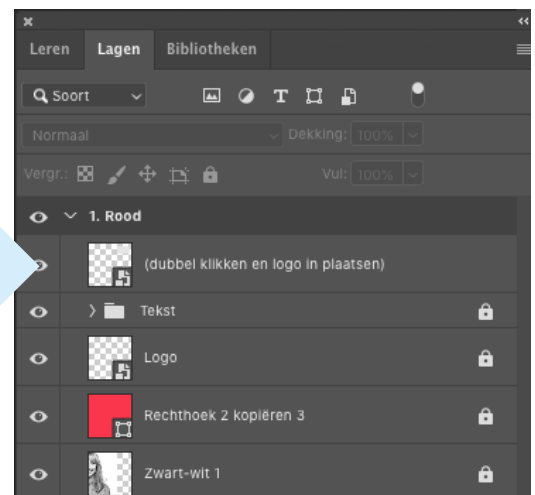 Leren Lagen Bibliotheken
Soort
Normaal Dekking: 100%
Vergr.: Vul: 100%
1. Rood
(dubbel klikken en logo in plaatsen)
Tekst
Logo
Rechthoek 2 kopiëren 3
Zwart-wit 1